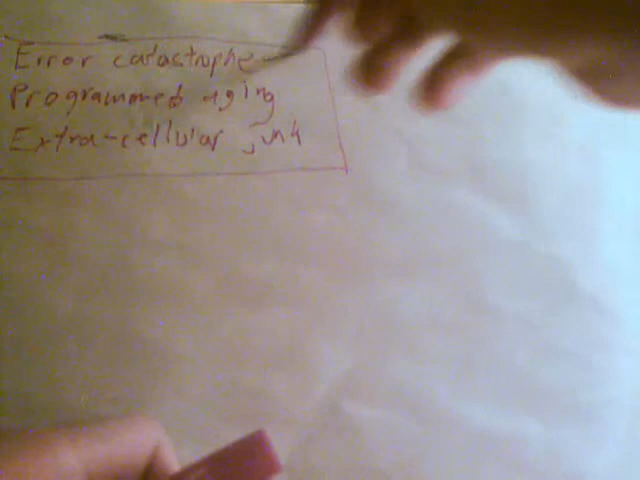 Error catastrophe
Programmed aging
Extra-cellular junk